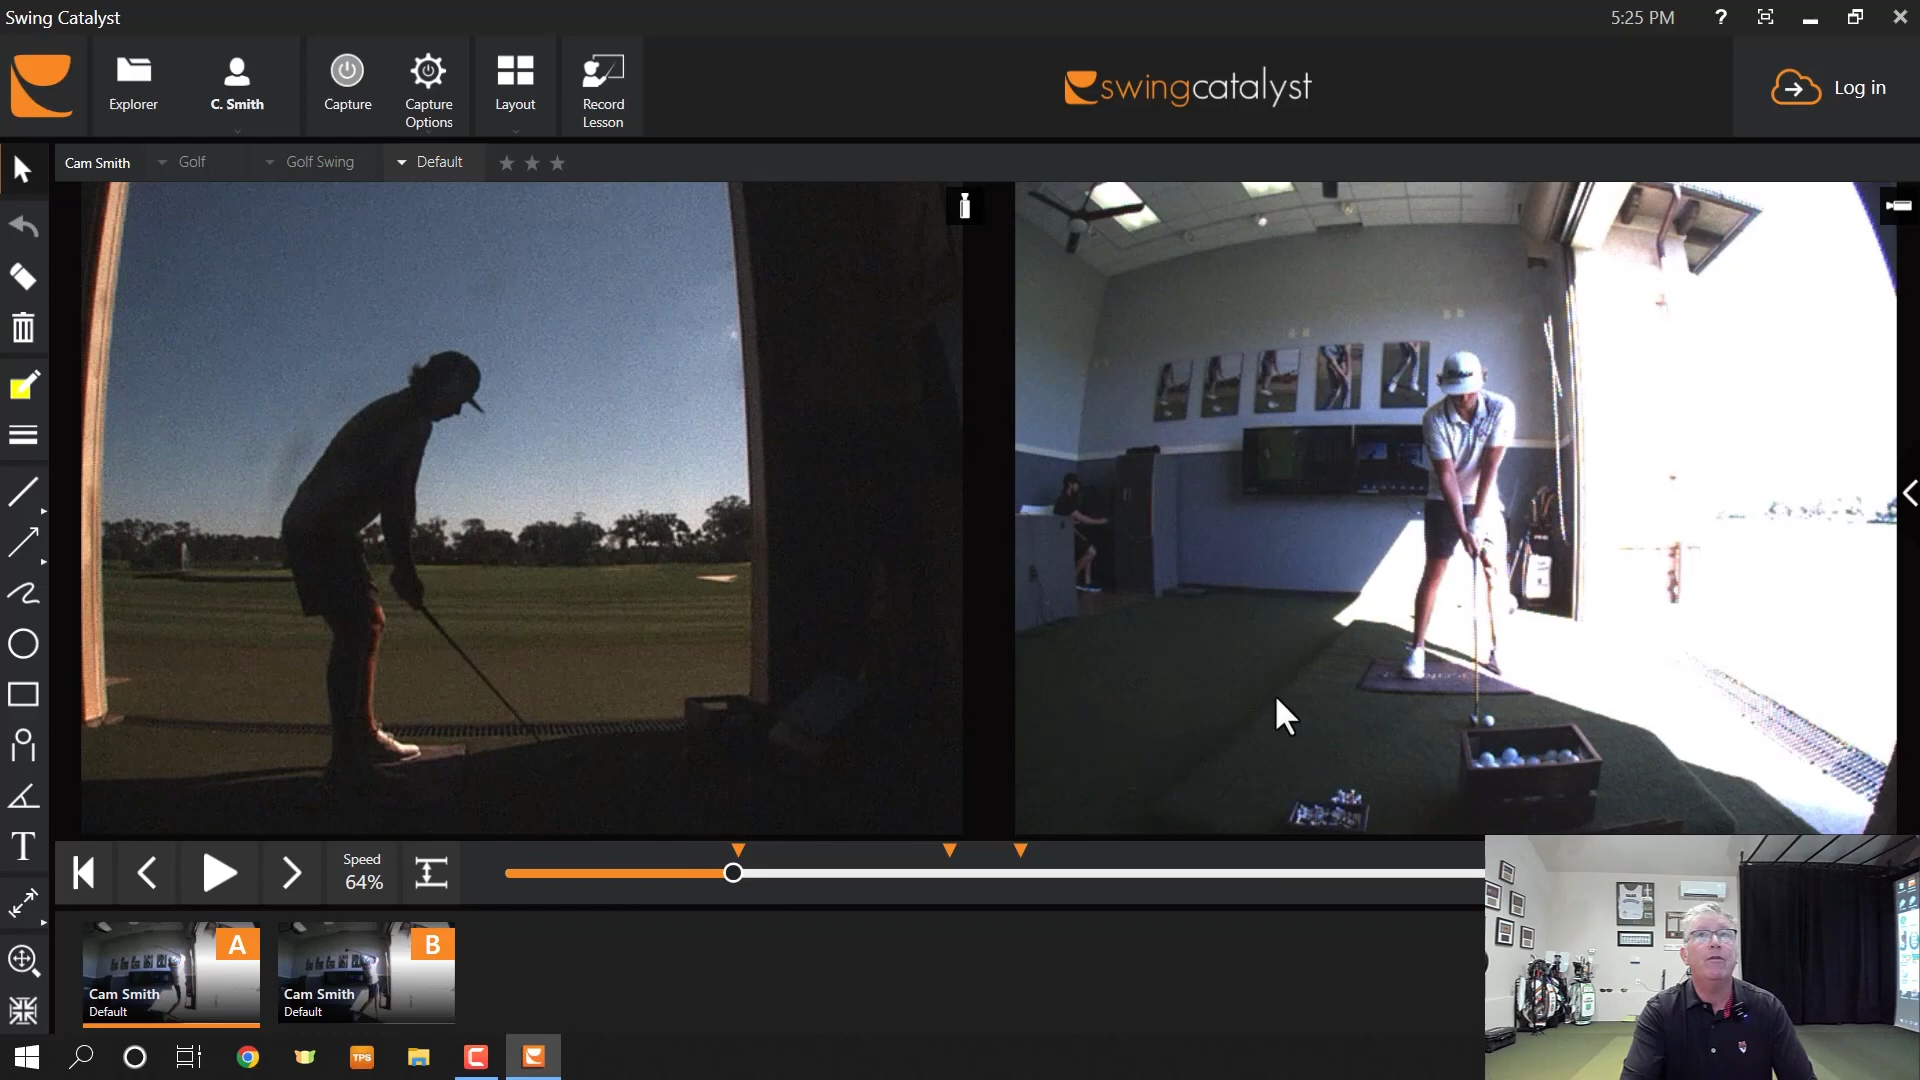 Swing Catalyst
5:25 PM
?
Explorer
C. Smith
Capture
Capture
Options
Layout
Record
Lesson
swingcatalyst
Log in
Cam Smith
Golf
Golf Swing
Default
T
Speed
64%
A
Cam Smith
Default
B
Cam Smith
Default
TPS